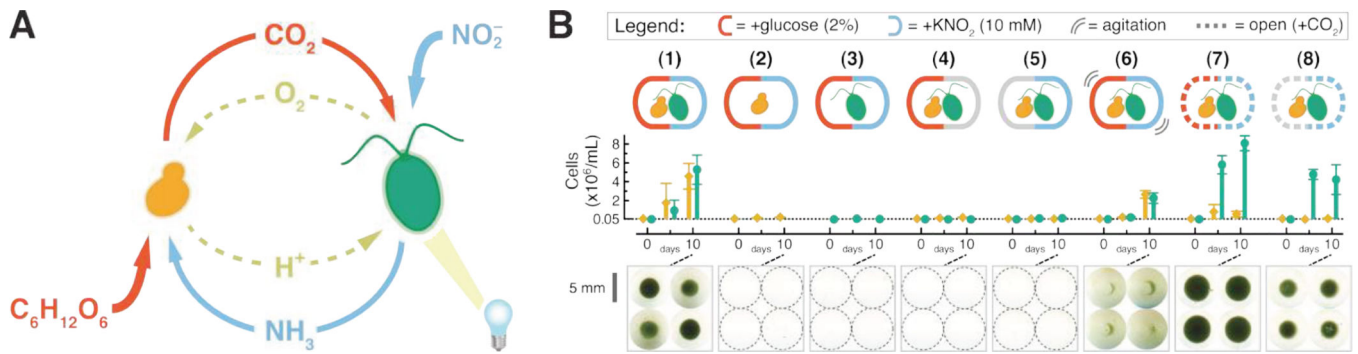 A
CO₂
NO₂⁻
O₂
H⁺
C₆H₁₂O₆
NH₃
B
Legend: = +glucose (2%) = +KNO₂ (10 mM) = agitation = open (+CO₂)
(1) (2) (3) (4) (5) (6) (7) (8)
Cells
(x10⁶/mL)
8
6
4
2
0.05
0 days 10 0 days 10 0 days 10 0 days 10 0 days 10 0 days 10 0 days 10 0 days 10
5 mm